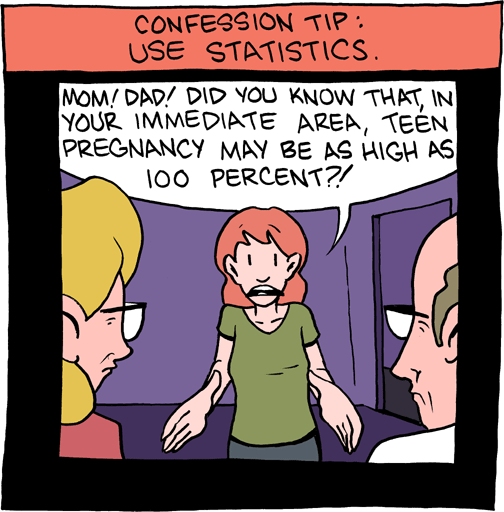 CONFESSION TIP:
USE STATISTICS.
MOM! DAD! DID YOU KNOW THAT, IN
YOUR IMMEDIATE AREA, TEEN
PREGNANCY MAY BE AS HIGH AS
100 PERCENT?!